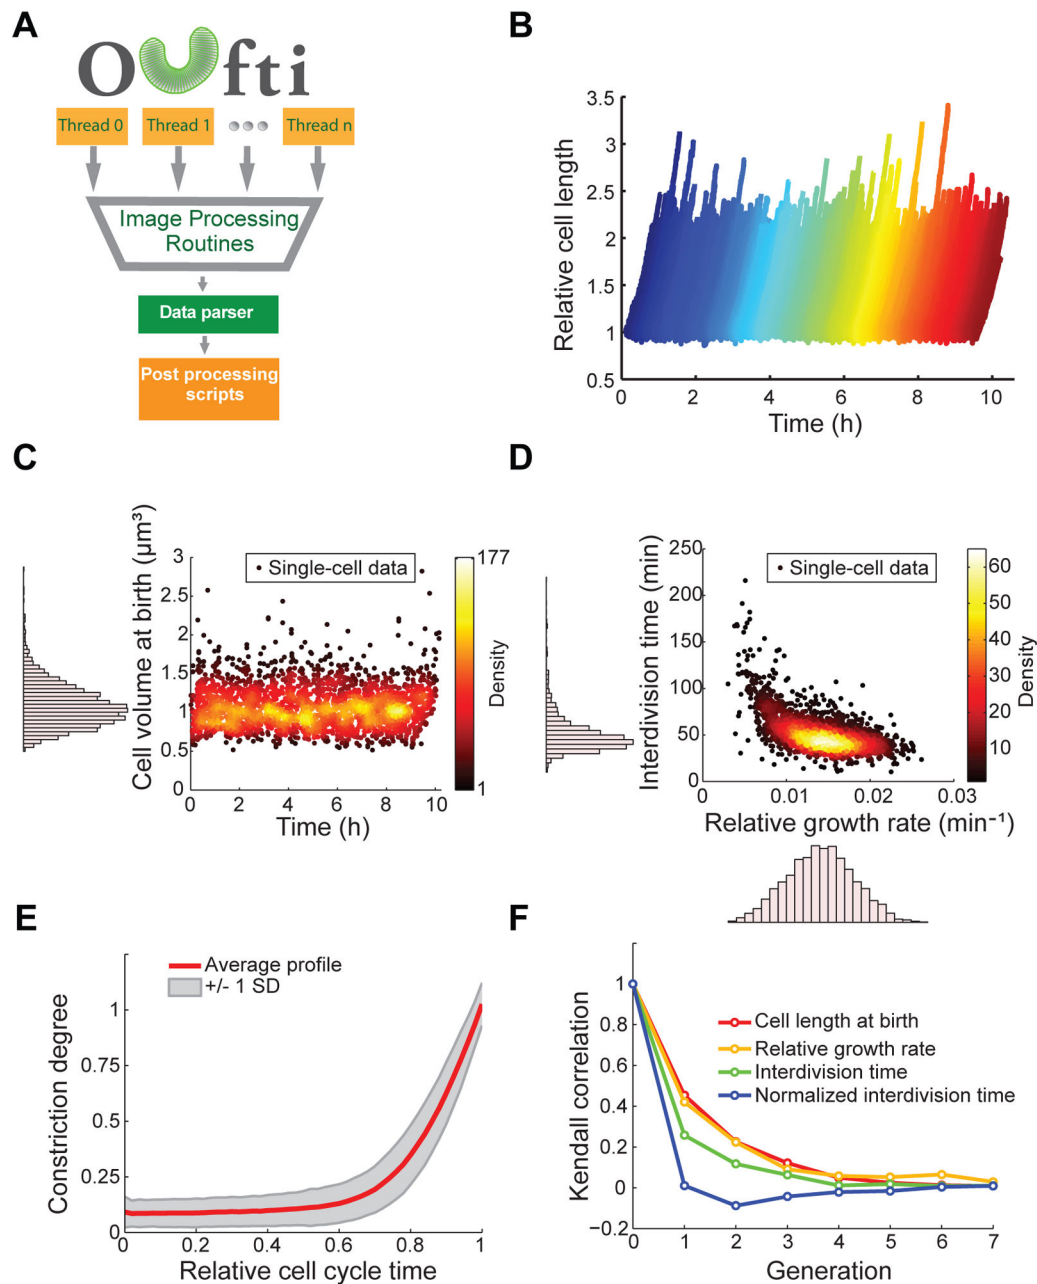 A
Oufti
Thread 0
Thread 1
Thread n
Image Processing
Routines
Data parser
Post processing
scripts
B
Relative cell length
3.5
3
2.5
2
1.5
1
0.5
0
2
4
6
8
10
Time (h)
C
Cell volume at birth (µm³)
3
2.5
2
1.5
1
0.5
0
• Single-cell data
177
Density
1
0
2
4
6
8
10
Time (h)
D
Interdivision time (min)
250
200
150
100
50
0
• Single-cell data
60
50
40
30
20
10
Density
0
0.01
0.02
0.03
Relative growth rate (min⁻¹)
E
Constriction degree
1
0.75
0.5
0.25
0
Average profile
+/- 1 SD
0
0.2
0.4
0.6
0.8
1
Relative cell cycle time
F
Kendall correlation
1
0.8
0.6
0.4
0.2
0
−0.2
Cell length at birth
Relative growth rate
Interdivision time
Normalized interdivision time
0
1
2
3
4
5
6
7
Generation